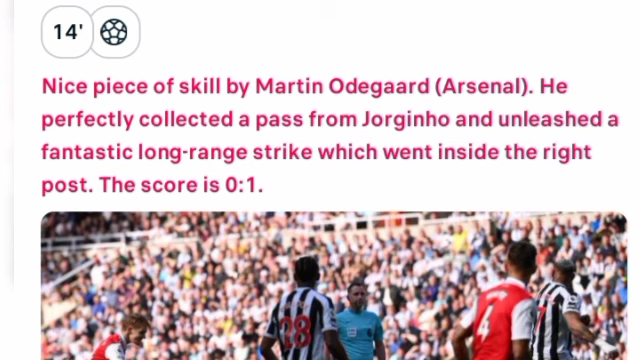 14'
Nice piece of skill by Martin Odegaard (Arsenal). He
perfectly collected a pass from Jorginho and unleashed a
fantastic long-range strike which went inside the right
post. The score is 0:1.
28
4
7